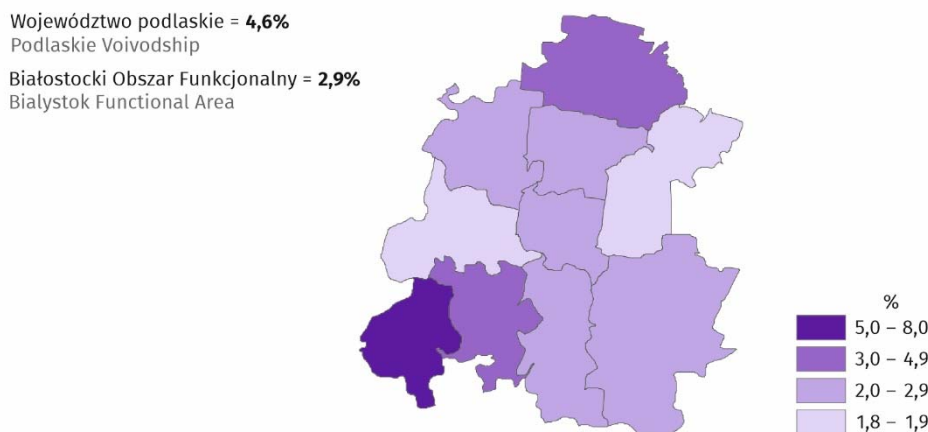 Województwo podlaskie = 4,6%
Podlaskie Voivodship
Białostocki Obszar Funkcjonalny = 2,9%
Bialystok Functional Area
%
5,0 – 8,0
3,0 – 4,9
2,0 – 2,9
1,8 – 1,9